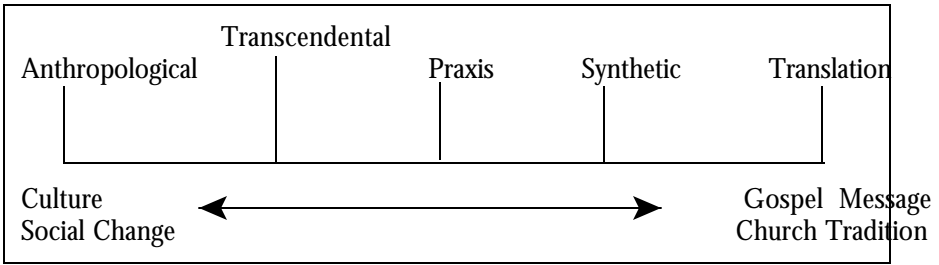 Transcendental
Anthropological Praxis Synthetic Translation
Culture Gospel Message
Social Change Church Tradition